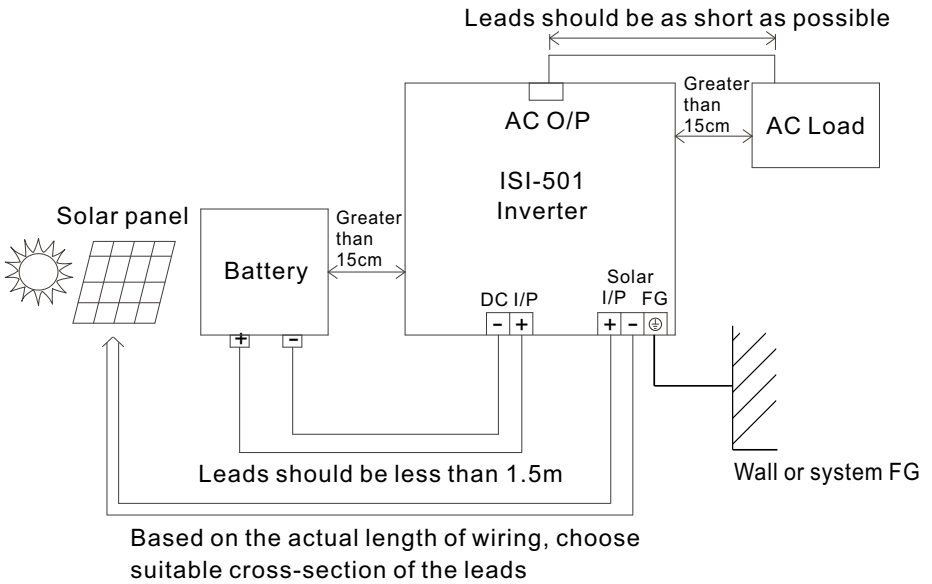 Leads should be as short as possible
Greater
than
15cm
AC O/P
AC Load
ISI-501
Inverter
Solar panel
Greater
than
15cm
Battery
Solar
DC I/P
I/P FG
- +
+ -
+ -
Leads should be less than 1.5m
Wall or system FG
Based on the actual length of wiring, choose
suitable cross-section of the leads